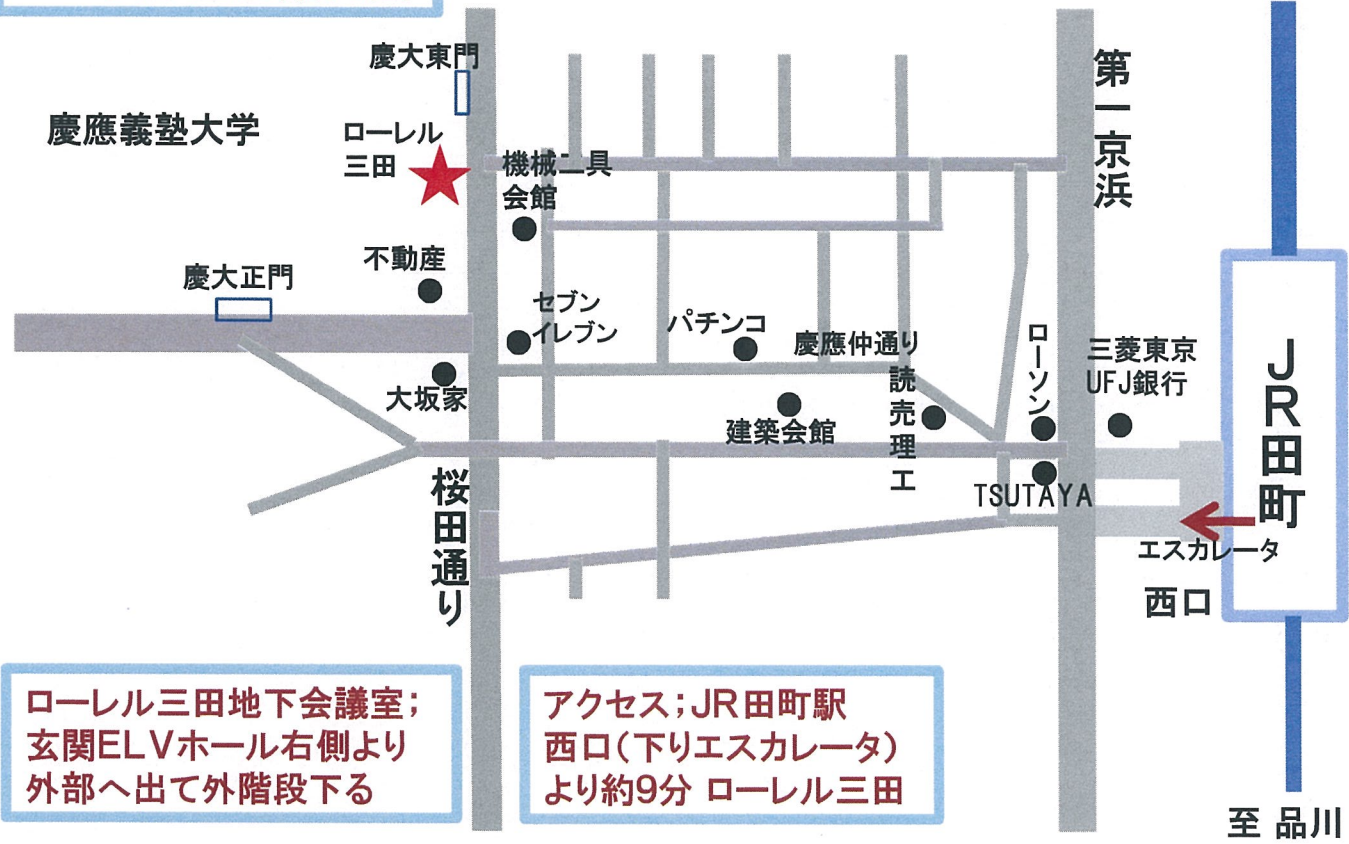 慶大東門
慶應義塾大学
ローレル
三田
機械工具
会館
第一京浜
不動産
慶大正門
セブン
イレブン
パチンコ
慶應仲通り
ローソン
三菱東京
UFJ銀行
JR田町
大坂家
建築会館
読売理工
TSUTAYA
桜田通り
エスカレータ
西口
ローレル三田地下会議室;
玄関ELVホール右側より
外部へ出て外階段下る
アクセス;JR田町駅
西口(下りエスカレータ)
より約9分 ローレル三田
至 品川